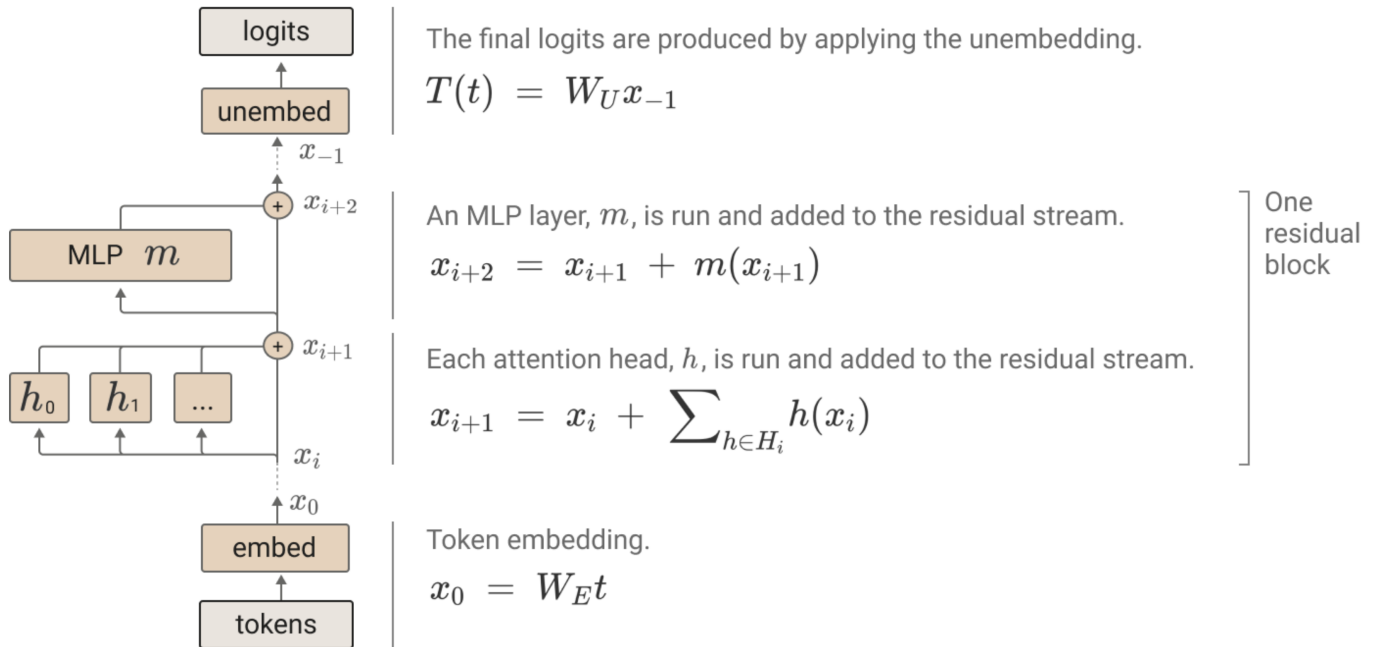 logits
The final logits are produced by applying the unembedding.
T(t) = W_U x_{-1}
unembed
x_{-1}
x_{i+2}
An MLP layer, m, is run and added to the residual stream.
MLP m
x_{i+2} = x_{i+1} + m(x_{i+1})
One
residual
block
x_{i+1}
Each attention head, h, is run and added to the residual stream.
h_0 h_1 ...
x_{i+1} = x_i + ∑_{h∈H_i} h(x_i)
x_i
x_0
embed
Token embedding.
x_0 = W_E t
tokens